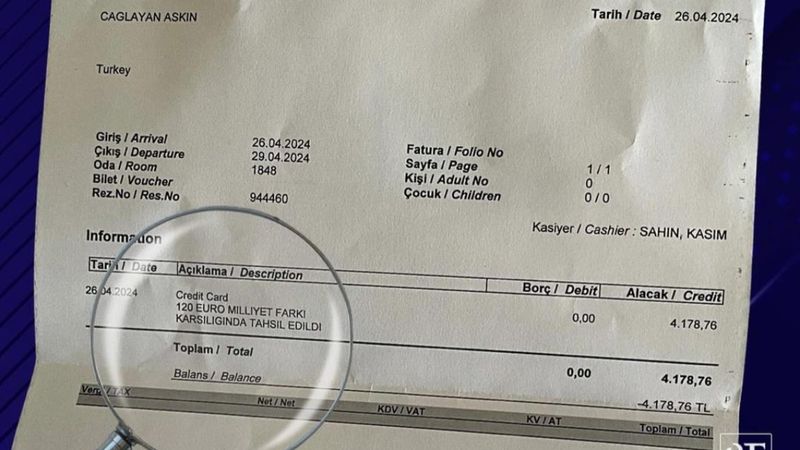 CAGLAYAN ASKIN
Tarih / Date 26.04.2024
Turkey
Giriş / Arrival 26.04.2024
Çıkış / Departure 29.04.2024
Oda / Room 1848
Bilet / Voucher
Rez.No / Res.No 944460
Fatura / Folio No
Sayfa / Page 1 / 1
Kişi / Adult No 0
Çocuk / Children 0 / 0
Kasiyer / Cashier : SAHIN, KASIM
Information
Tarih / Date Açıklama / Description Borç / Debit Alacak / Credit
26.04.2024 Credit Card 0,00 4.178,76
120 EURO MILLIYET FARKI
KARSILIGINDA TAHSIL EDILDI
Toplam / Total 0,00 4.178,76
Balans / Balance -4.178,76 TL
/ TAX Net / Net KDV / VAT KV / AT Toplam / Total